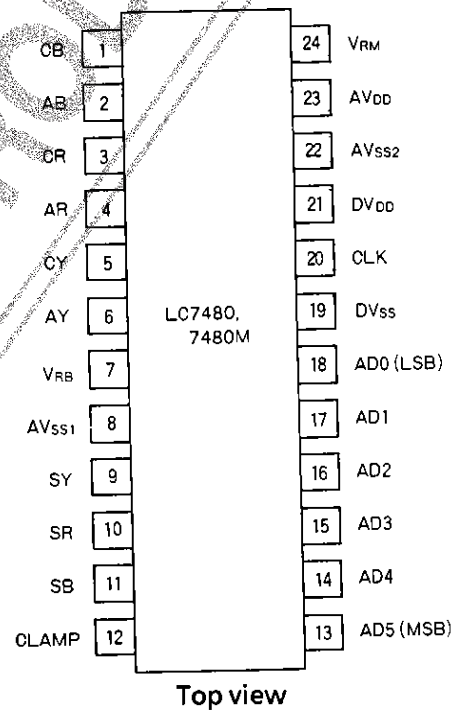 CB 1
AB 2
CR 3
AR 4
CY 5
AY 6
VRB 7
AVSS1 8
SY 9
SR 10
SB 11
CLAMP 12
LC7480,
7480M
24 VRM
23 AVDD
22 AVSS2
21 DVDD
20 CLK
19 DVSS
18 AD0 (LSB)
17 AD1
16 AD2
15 AD3
14 AD4
13 AD5 (MSB)
Top view